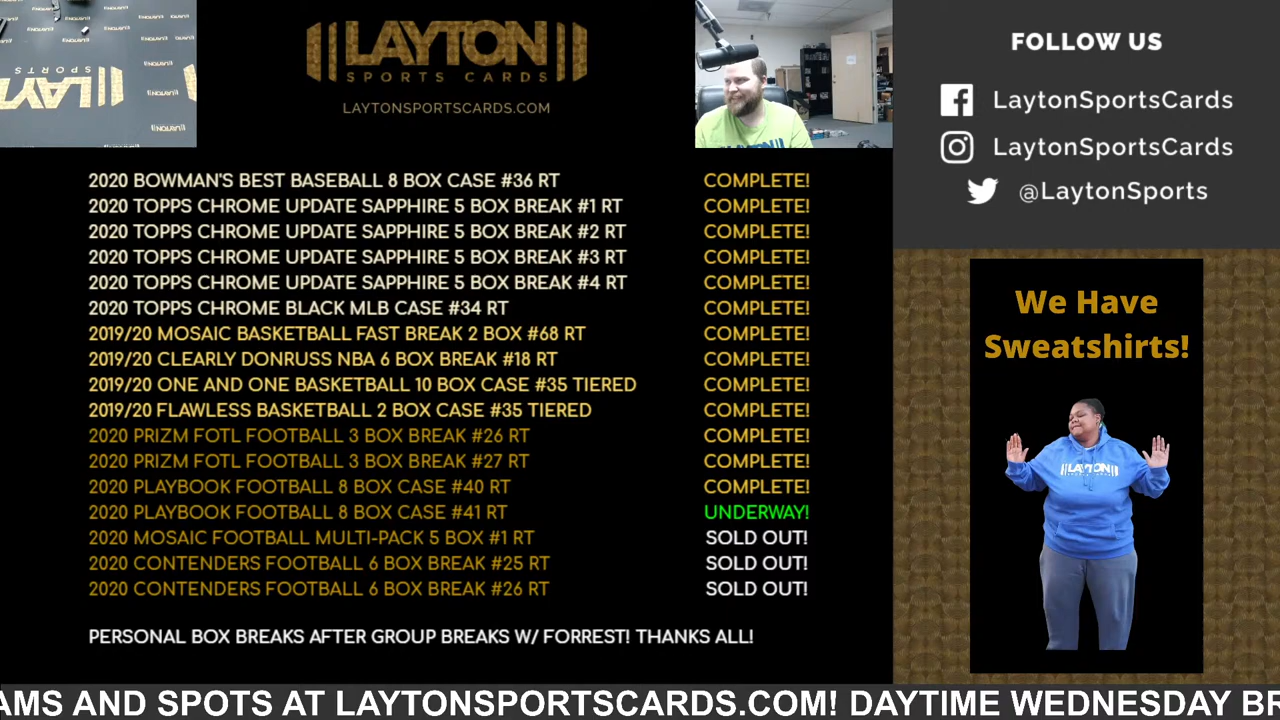 LAYTON
SPORTS CARDS
LAYTONSPORTSCARDS.COM
FOLLOW US
LaytonSportsCards
LaytonSportsCards
@LaytonSports
2020 BOWMAN'S BEST BASEBALL 8 BOX CASE #36 RT COMPLETE!
2020 TOPPS CHROME UPDATE SAPPHIRE 5 BOX BREAK #1 RT COMPLETE!
2020 TOPPS CHROME UPDATE SAPPHIRE 5 BOX BREAK #2 RT COMPLETE!
2020 TOPPS CHROME UPDATE SAPPHIRE 5 BOX BREAK #3 RT COMPLETE!
2020 TOPPS CHROME UPDATE SAPPHIRE 5 BOX BREAK #4 RT COMPLETE!
2020 TOPPS CHROME BLACK MLB CASE #34 RT COMPLETE!
2019/20 MOSAIC BASKETBALL FAST BREAK 2 BOX #68 RT COMPLETE!
2019/20 CLEARLY DONRUSS NBA 6 BOX BREAK #18 RT COMPLETE!
2019/20 ONE AND ONE BASKETBALL 10 BOX CASE #35 TIERED COMPLETE!
2019/20 FLAWLESS BASKETBALL 2 BOX CASE #35 TIERED COMPLETE!
2020 PRIZM FOTL FOOTBALL 3 BOX BREAK #26 RT COMPLETE!
2020 PRIZM FOTL FOOTBALL 3 BOX BREAK #27 RT COMPLETE!
2020 PLAYBOOK FOOTBALL 8 BOX CASE #40 RT COMPLETE!
2020 PLAYBOOK FOOTBALL 8 BOX CASE #41 RT UNDERWAY!
2020 MOSAIC FOOTBALL MULTI-PACK 5 BOX #1 RT SOLD OUT!
2020 CONTENDERS FOOTBALL 6 BOX BREAK #25 RT SOLD OUT!
2020 CONTENDERS FOOTBALL 6 BOX BREAK #26 RT SOLD OUT!
PERSONAL BOX BREAKS AFTER GROUP BREAKS W/ FORREST! THANKS ALL!
We Have
Sweatshirts!
LAYTON
AMS AND SPOTS AT LAYTONSPORTSCARDS.COM! DAYTIME WEDNESDAY BR